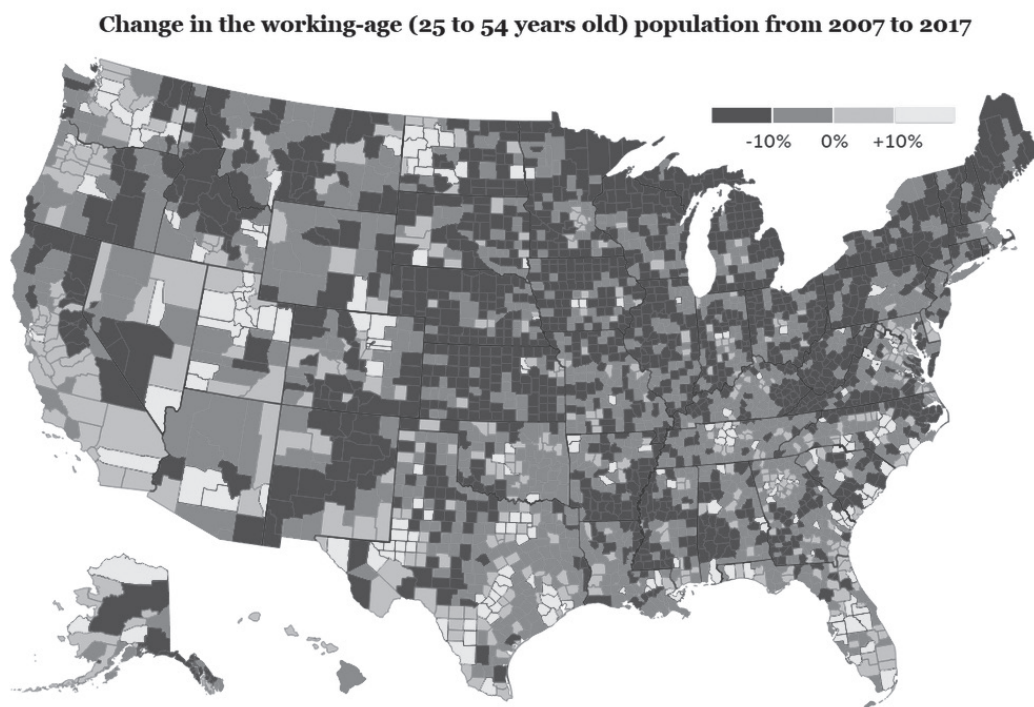 Change in the working-age (25 to 54 years old) population from 2007 to 2017
-10% 0% +10%